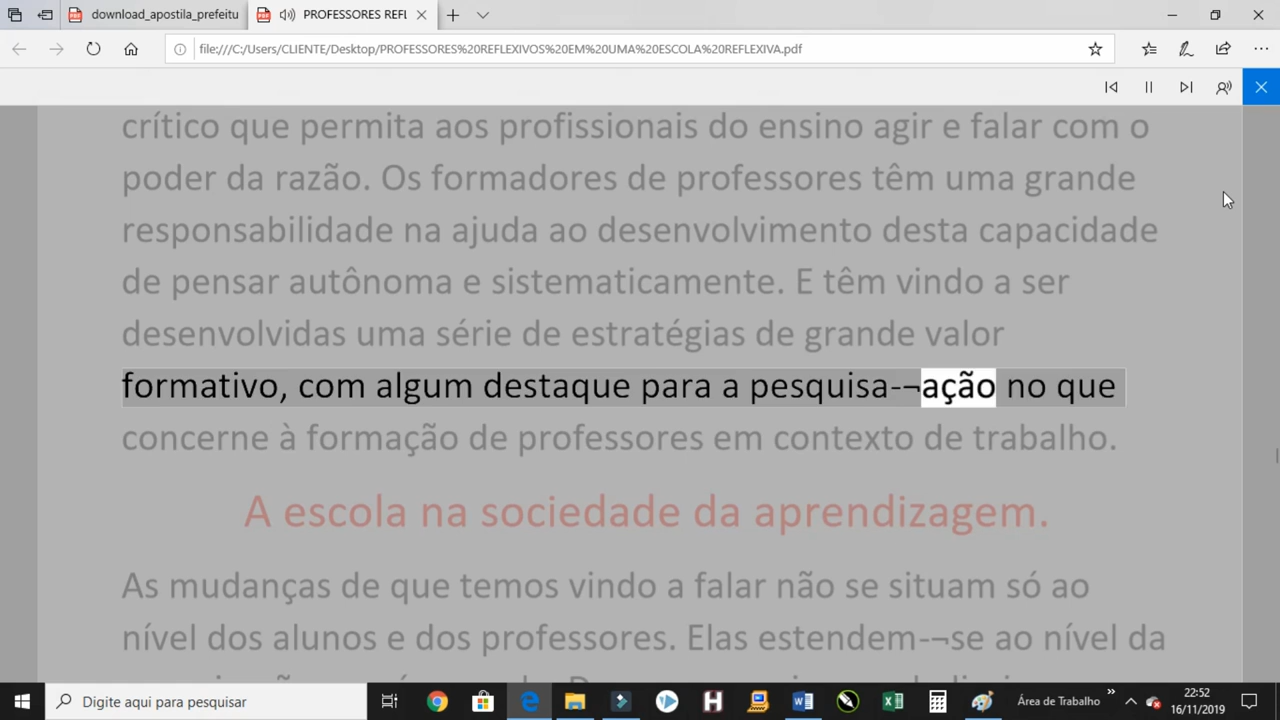 download_apostila_prefeitu
PROFESSORES REFL
file:///C:/Users/CLIENTE/Desktop/PROFESSORES%20REFLEXIVOS%20EM%20UMA%20ESCOLA%20REFLEXIVA.pdf
crítico que permita aos profissionais do ensino agir e falar com o
poder da razão. Os formadores de professores têm uma grande
responsabilidade na ajuda ao desenvolvimento desta capacidade
de pensar autônoma e sistematicamente. E têm vindo a ser
desenvolvidas uma série de estratégias de grande valor
formativo, com algum destaque para a pesquisa-¬ação no que
concerne à formação de professores em contexto de trabalho.
A escola na sociedade da aprendizagem.
As mudanças de que temos vindo a falar não se situam só ao
nível dos alunos e dos professores. Elas estendem-¬se ao nível da
Digite aqui para pesquisar
Área de Trabalho
22:52
16/11/2019